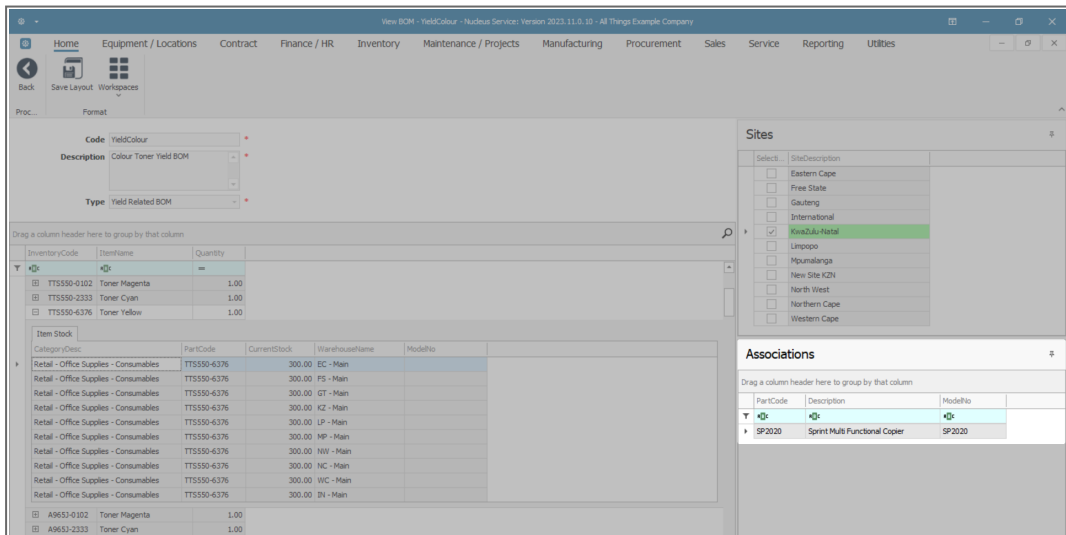 View BOM - YieldColour - Nucleus Service: Version 2023.11.0.10 - All Things Example Company
Home Equipment / Locations Contract Finance / HR Inventory Maintenance / Projects Manufacturing Procurement Sales Service Reporting Utilities
Back Save Layout Workspaces
Proc... Format
Code YieldColour *
Description Colour Toner Yield BOM *
Type Yield Related BOM *
Drag a column header here to group by that column
InventoryCode ItemName Quantity
=
TTS550-0102 Toner Magenta 1.00
TTS550-2333 Toner Cyan 1.00
TTS550-6376 Toner Yellow 1.00
Item Stock
CategoryDesc PartCode CurrentStock WarehouseName ModelNo
Retail - Office Supplies - Consumables TTS550-6376 300.00 EC - Main
Retail - Office Supplies - Consumables TTS550-6376 300.00 FS - Main
Retail - Office Supplies - Consumables TTS550-6376 300.00 GT - Main
Retail - Office Supplies - Consumables TTS550-6376 300.00 KZ - Main
Retail - Office Supplies - Consumables TTS550-6376 300.00 LP - Main
Retail - Office Supplies - Consumables TTS550-6376 300.00 MP - Main
Retail - Office Supplies - Consumables TTS550-6376 300.00 NW - Main
Retail - Office Supplies - Consumables TTS550-6376 300.00 NC - Main
Retail - Office Supplies - Consumables TTS550-6376 300.00 WC - Main
Retail - Office Supplies - Consumables TTS550-6376 300.00 IN - Main
A965J-0102 Toner Magenta 1.00
A965J-2333 Toner Cyan 1.00
Sites
Selecti... SiteDescription
Eastern Cape
Free State
Gauteng
International
KwaZulu-Natal
Limpopo
Mpumalanga
New Site KZN
North West
Northern Cape
Western Cape
Associations
Drag a column header here to group by that column
PartCode Description ModelNo
SP2020 Sprint Multi Functional Copier SP2020